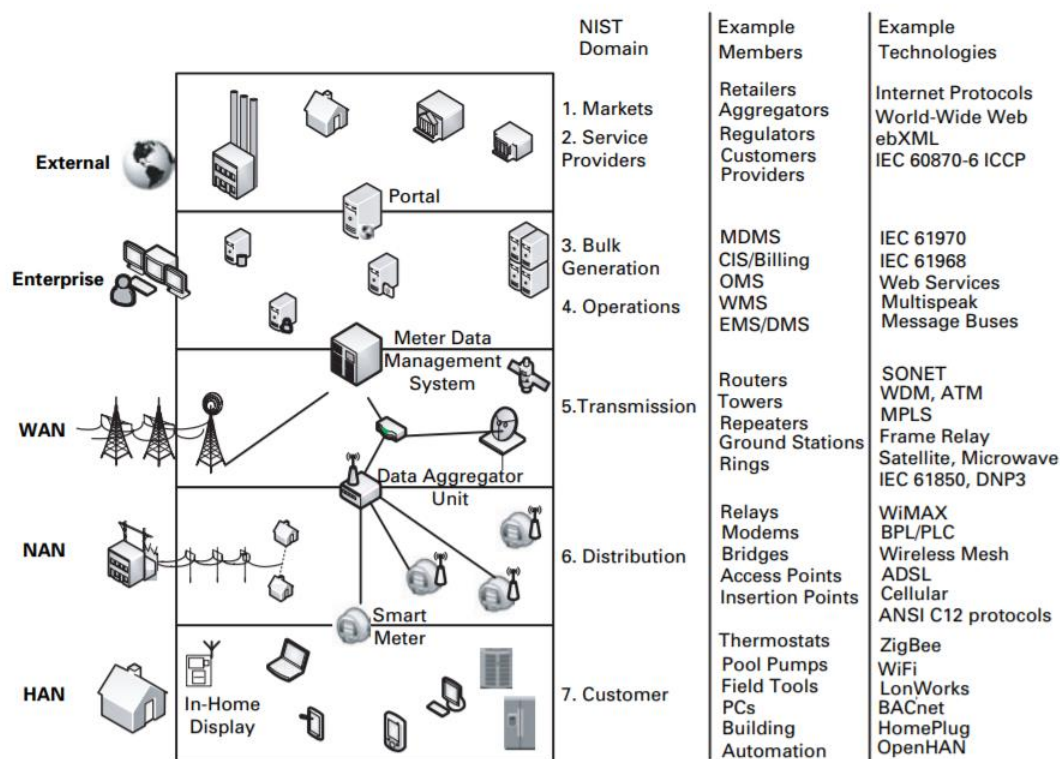 NIST
Domain
Example
Members
Example
Technologies
External
Portal
1. Markets
2. Service
Providers
Retailers
Aggregators
Regulators
Customers
Providers
Internet Protocols
World-Wide Web
ebXML
IEC 60870-6 ICCP
Enterprise
Meter Data
Management
System
3. Bulk
Generation
4. Operations
MDMS
CIS/Billing
OMS
WMS
EMS/DMS
IEC 61970
IEC 61968
Web Services
Multispeak
Message Buses
WAN
Data Aggregator
Unit
5.Transmission
Routers
Towers
Repeaters
Ground Stations
Rings
SONET
WDM, ATM
MPLS
Frame Relay
Satellite, Microwave
IEC 61850, DNP3
NAN
Smart
Meter
6. Distribution
Relays
Modems
Bridges
Access Points
Insertion Points
WiMAX
BPL/PLC
Wireless Mesh
ADSL
Cellular
ANSI C12 protocols
HAN
In-Home
Display
7. Customer
Thermostats
Pool Pumps
Field Tools
PCs
Building
Automation
ZigBee
WiFi
LonWorks
BACnet
HomePlug
OpenHAN